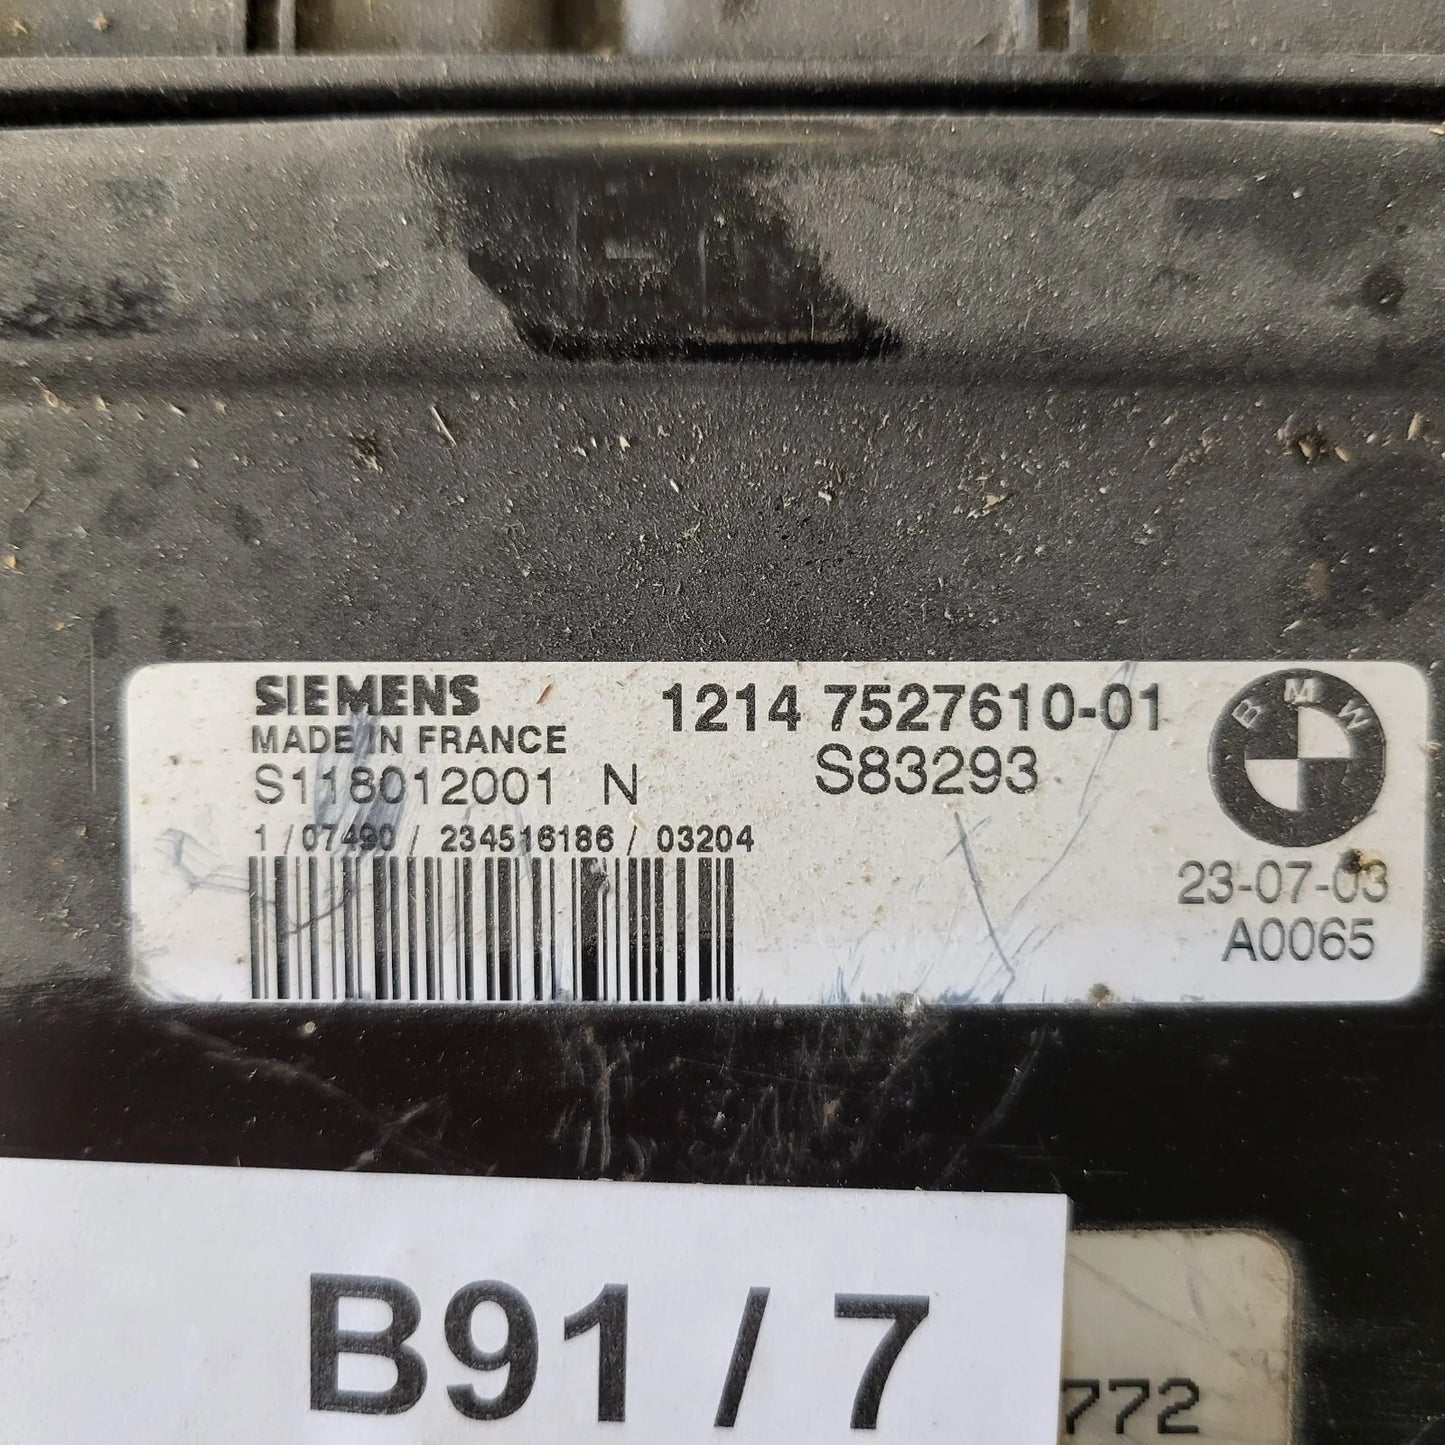 SIEMENS 1214 7527610-01
MADE IN FRANCE
S118012001 N S83293
BMW
1 / 07490 / 234516186 / 03204
23-07-03
A0065
B91 / 7
772